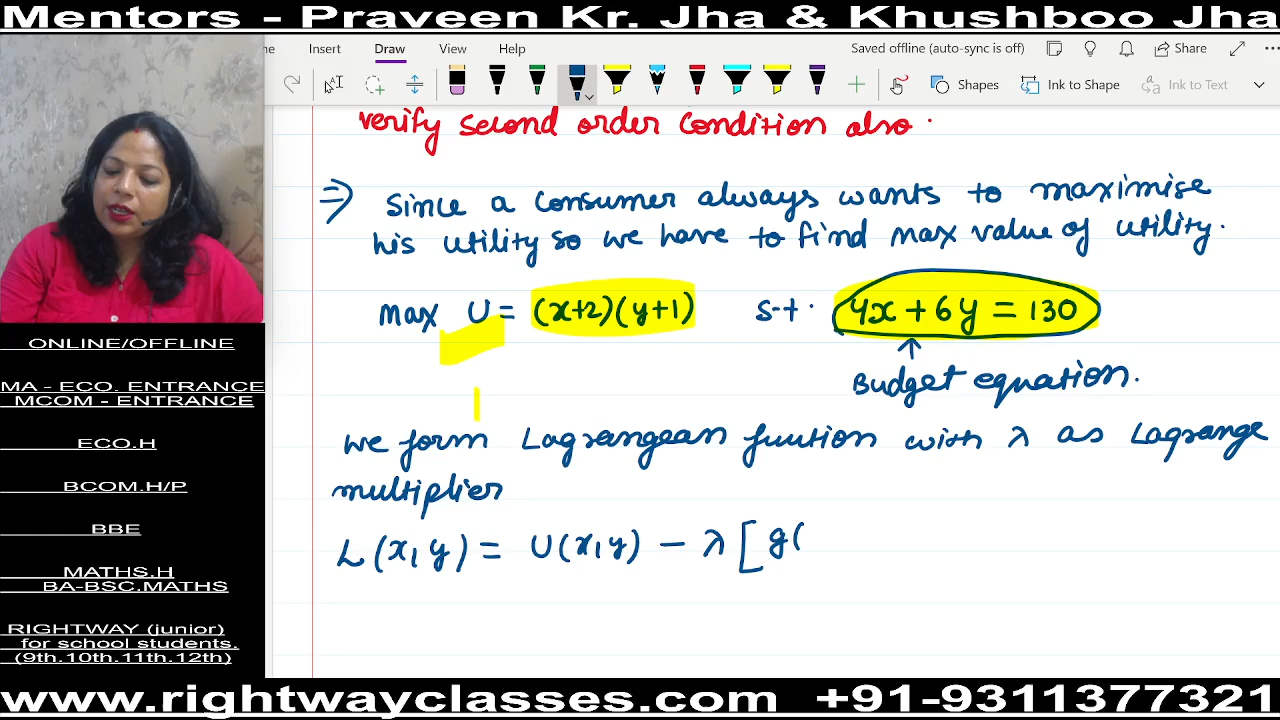 Mentors - Praveen Kr. Jha & Khushboo Jha
Insert Draw View Help Saved offline (auto-sync is off) Share
Shapes Ink to Shape Ink to Text
verify second order condition also.
⇒ Since a consumer always wants to maximise
his utility so we have to find max value of utility.
max U = (x+2)(y+1) s.t. 4x + 6y = 130
↑
Budget equation.
We form Lagrangean function with λ as Lagrange
multiplier
L(x,y) = U(x,y) - λ [ g(
ONLINE/OFFLINE
MA - ECO. ENTRANCE
MCOM - ENTRANCE
ECO.H
BCOM.H/P
BBE
MATHS.H
BA-BSC.MATHS
RIGHTWAY (junior)
for school students.
(9th.10th.11th.12th)
www.rightwayclasses.com +91-9311377321